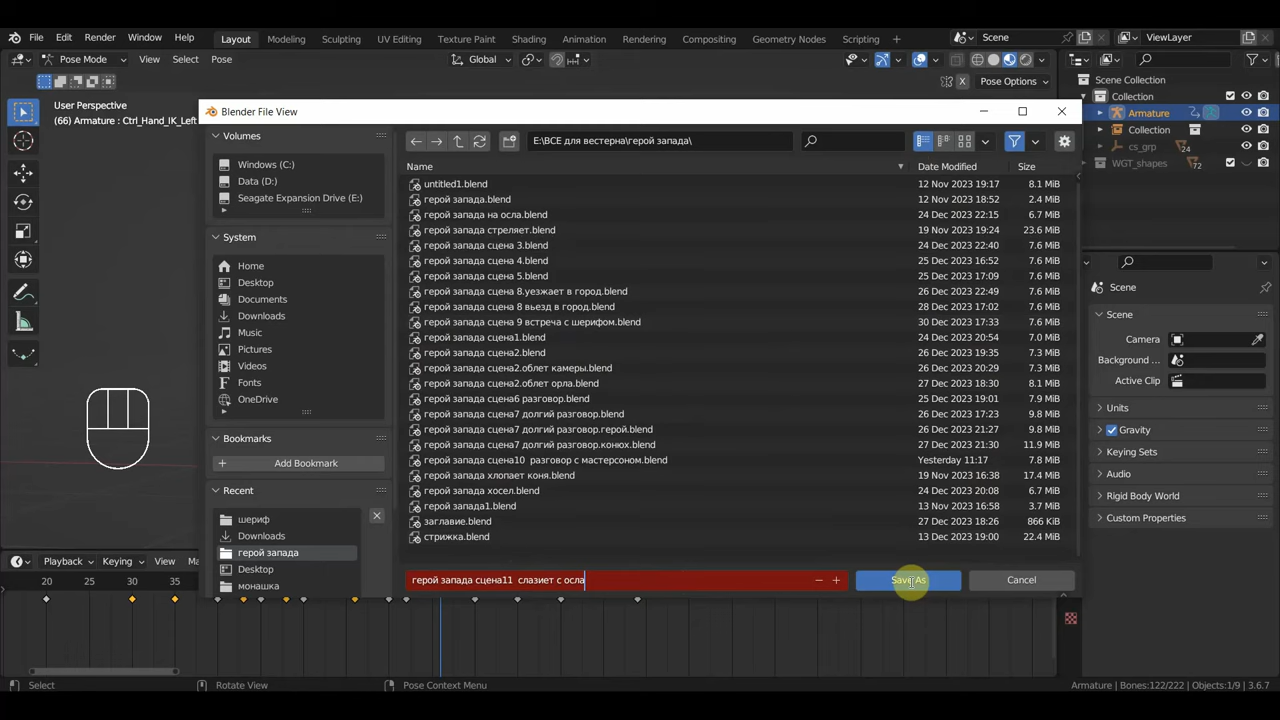 File Edit Render Window Help Layout Modeling Sculpting UV Editing Texture Paint Shading Animation Rendering Compositing Geometry Nodes Scripting + Scene ViewLayer
Pose Mode View Select Pose Global Scene Collection
X Pose Options Collection
User Perspective Armature
(66) Armature : Ctrl_Hand_IK_Left Blender File View
Collection 24
Volumes E:\ВСЕ для вестерна\герой запада\ cs_grp
WGT_shapes 72
Windows (C:) Name Date Modified Size
Data (D:) untitled1.blend 12 Nov 2023 19:17 8.1 MiB
Seagate Expansion Drive (E:) герой запада.blend 12 Nov 2023 18:52 2.4 MiB
герой запада на осла.blend 24 Dec 2023 22:15 6.7 MiB
System герой запада стреляет.blend 19 Nov 2023 19:24 23.6 MiB
герой запада сцена 3.blend 24 Dec 2023 22:40 7.6 MiB
Home герой запада сцена 4.blend 25 Dec 2023 16:52 7.6 MiB
Desktop герой запада сцена 5.blend 25 Dec 2023 17:09 7.6 MiB
Scene
Documents герой запада сцена 8.уезжает в город.blend 26 Dec 2023 22:49 7.6 MiB
Downloads герой запада сцена 8 вьезд в город.blend 28 Dec 2023 17:02 7.6 MiB
Scene
Music герой запада сцена 9 встреча с шерифом.blend 30 Dec 2023 17:33 7.6 MiB
Pictures герой запада сцена1.blend 24 Dec 2023 20:54 7.0 MiB Camera
Videos герой запада сцена2.blend 26 Dec 2023 19:35 7.3 MiB Background ...
Fonts герой запада сцена2.облет камеры.blend 26 Dec 2023 20:29 7.3 MiB
герой запада сцена2.облет орла.blend 27 Dec 2023 18:30 8.1 MiB Active Clip
OneDrive герой запада сцена6 разговор.blend 25 Dec 2023 19:01 7.9 MiB
герой запада сцена7 долгий разговор.blend 26 Dec 2023 17:23 9.8 MiB Units
герой запада сцена7 долгий разговор.герой.blend 26 Dec 2023 21:27 9.8 MiB Gravity
Bookmarks герой запада сцена7 долгий разговор.конюх.blend 27 Dec 2023 21:30 11.9 MiB Keying Sets
+ Add Bookmark герой запада сцена10  разговор с мастерсоном.blend Yesterday 11:17 7.8 MiB
герой запада хлопает коня.blend 19 Nov 2023 16:38 17.4 MiB Audio
Recent герой запада хосел.blend 24 Dec 2023 20:08 6.7 MiB Rigid Body World
герой запада1.blend 13 Nov 2023 16:58 3.7 MiB
шериф заглавие.blend 27 Dec 2023 18:26 866 KiB Custom Properties
Downloads стрижка.blend 13 Dec 2023 19:00 22.4 MiB
герой запада
Playback Keying View
Desktop
20 25 30 35
монашка герой запада сцена11  слазиет с осла Save As Cancel
Select Rotate View Pose Context Menu Armature | Bones:122/222 | Objects:1/9 | 3.6.7